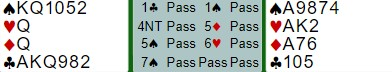 ♠KQ1052 1♣ Pass 1♠ Pass ♠A9874
♥Q 4NT Pass 5♦ Pass ♥AK2
♦Q 5♠ Pass 6♥ Pass ♦A76
♣AKQ982 7♠ Pass Pass Pass ♣105